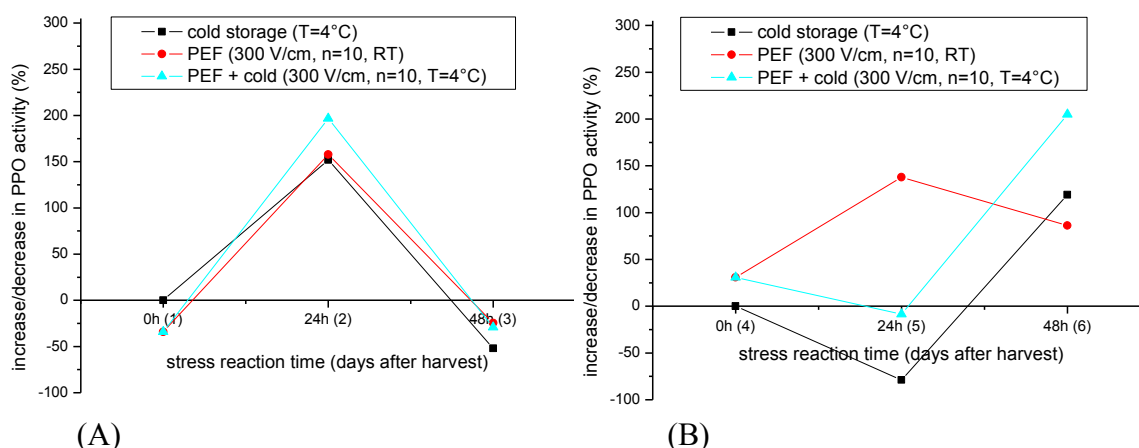 300
250
200
150
100
50
0
-50
-100
increase/decrease in PPO activity (%)
cold storage (T=4°C)
PEF (300 V/cm, n=10, RT)
PEF + cold (300 V/cm, n=10, T=4°C)
0h (1)
24h (2)
48h (3)
stress reaction time (days after harvest)
(A)
300
250
200
150
100
50
0
-50
-100
increase/decrease in PPO activity (%)
cold storage (T=4°C)
PEF (300 V/cm, n=10, RT)
PEF + cold (300 V/cm, n=10, T=4°C)
0h (4)
24h (5)
48h (6)
stress reaction time (days after harvest)
(B)